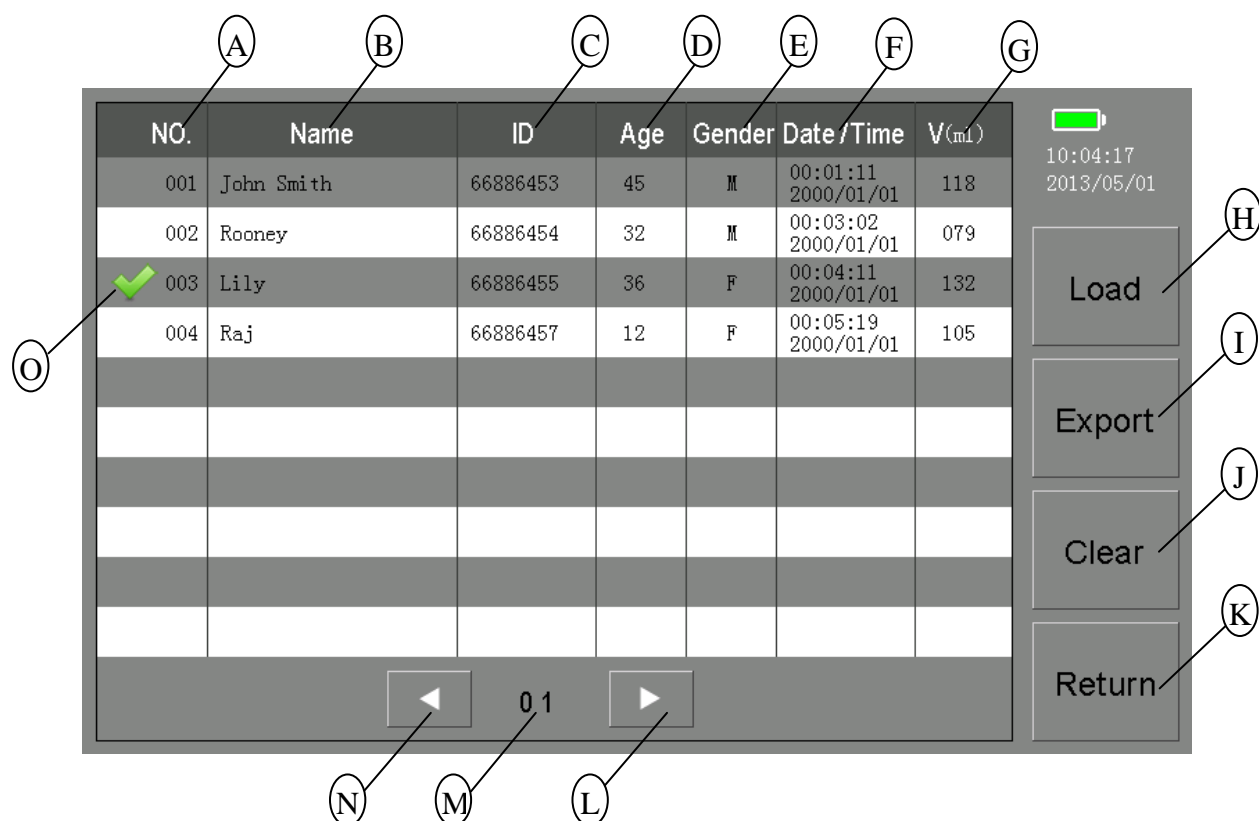 A B C D E F G
NO. Name ID Age Gender Date/Time V(ml)
001 John Smith 66886453 45 M 00:01:11 2000/01/01 118
002 Rooney 66886454 32 M 00:03:02 2000/01/01 079
003 Lily 66886455 36 F 00:04:11 2000/01/01 132
004 Raj 66886457 12 F 00:05:19 2000/01/01 105
10:04:17
2013/05/01
H
Load
I
Export
J
Clear
K
Return
O
01
N M L